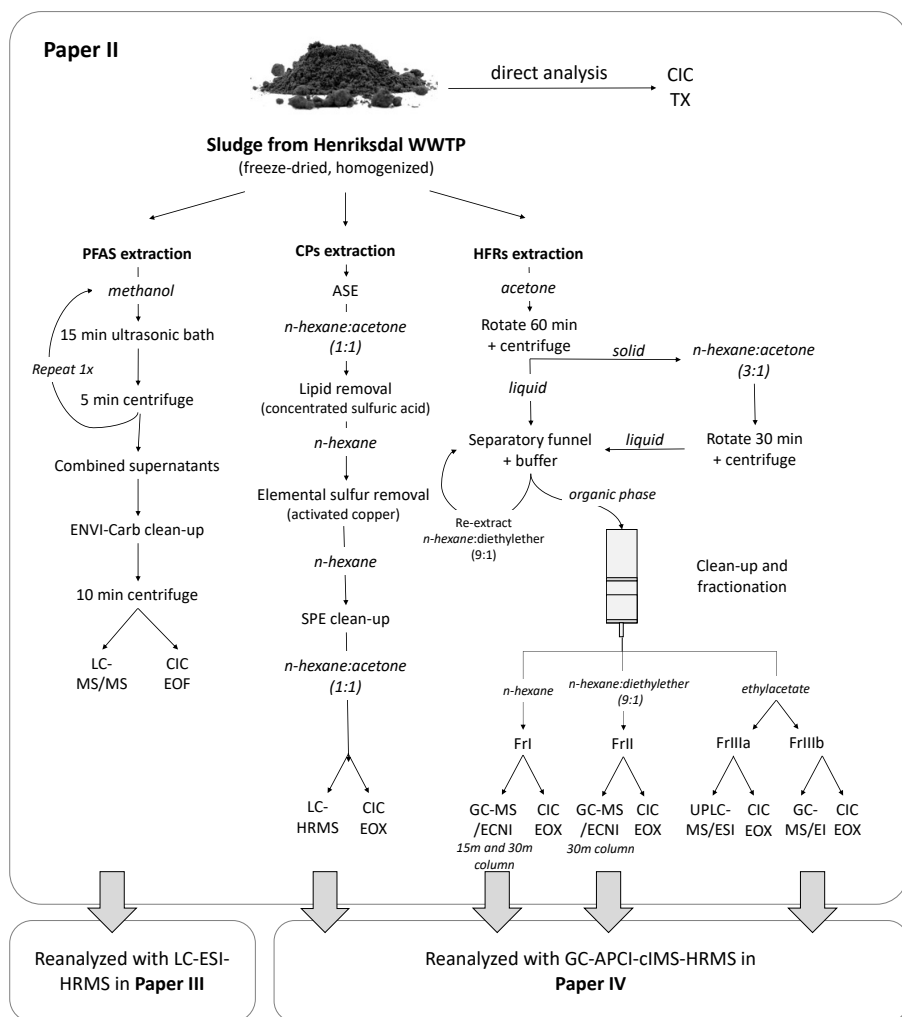 Paper II
direct analysis
CIC
TX
Sludge from Henriksdal WWTP
(freeze-dried, homogenized)
PFAS extraction
methanol
15 min ultrasonic bath
Repeat 1x
5 min centrifuge
Combined supernatants
ENVI-Carb clean-up
10 min centrifuge
LC-
MS/MS
CIC
EOF
CPs extraction
ASE
n-hexane:acetone
(1:1)
Lipid removal
(concentrated sulfuric acid)
n-hexane
Elemental sulfur removal
(activated copper)
n-hexane
SPE clean-up
n-hexane:acetone
(1:1)
LC-
HRMS
CIC
EOX
HFRs extraction
acetone
Rotate 60 min
+ centrifuge
solid
n-hexane:acetone
(3:1)
liquid
Rotate 30 min
+ centrifuge
liquid
Separatory funnel
+ buffer
organic phase
Re-extract
n-hexane:diethylether
(9:1)
Clean-up and
fractionation
n-hexane
n-hexane:diethylether
(9:1)
ethylacetate
FrI
FrII
FrIIIa
FrIIIb
GC-MS
/ECNI
15m and 30m
column
CIC
EOX
GC-MS
/ECNI
30m column
CIC
EOX
UPLC-
MS/ESI
CIC
EOX
GC-
MS/EI
CIC
EOX
Reanalyzed with LC-ESI-
HRMS in Paper III
Reanalyzed with GC-APCI-cIMS-HRMS in
Paper IV